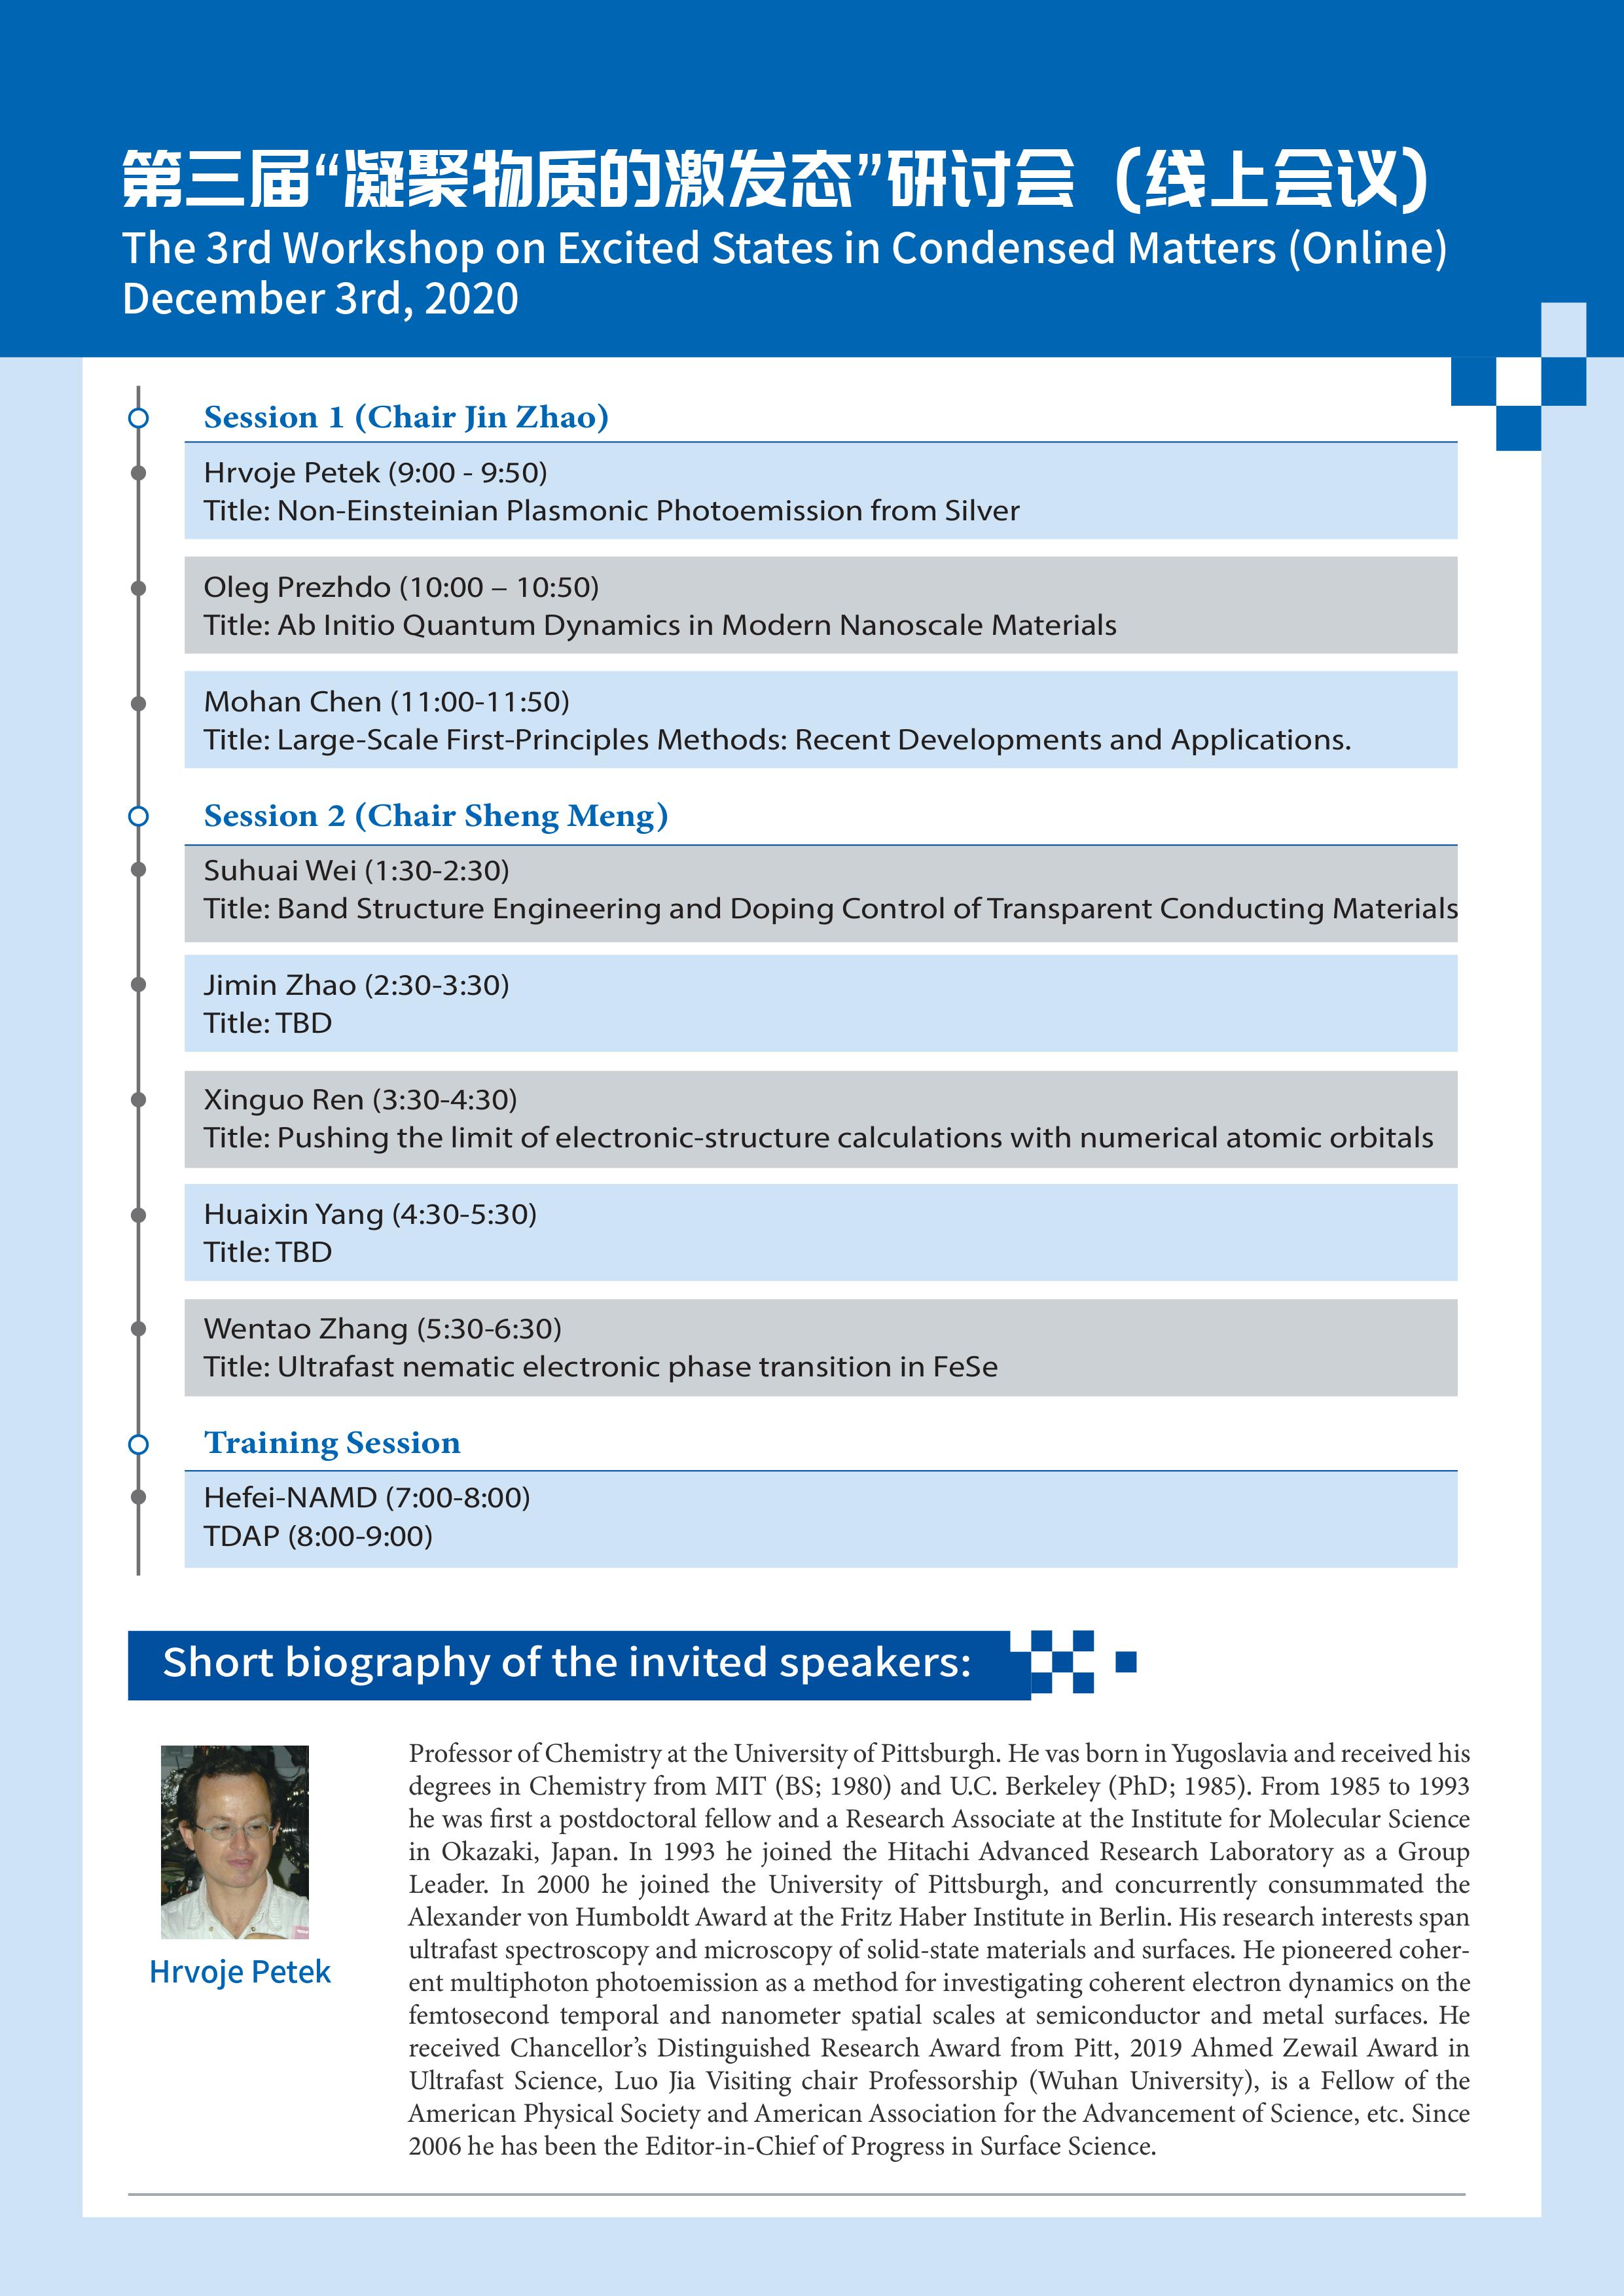 第三届“凝聚物质的激发态”研讨会（线上会议）
The 3rd Workshop on Excited States in Condensed Matters (Online)
December 3rd, 2020
Session 1 (Chair Jin Zhao)
Hrvoje Petek (9:00 - 9:50)
Title: Non-Einsteinian Plasmonic Photoemission from Silver
Oleg Prezhdo (10:00 – 10:50)
Title: Ab Initio Quantum Dynamics in Modern Nanoscale Materials
Mohan Chen (11:00-11:50)
Title: Large-Scale First-Principles Methods: Recent Developments and Applications.
Session 2 (Chair Sheng Meng)
Suhuai Wei (1:30-2:30)
Title: Band Structure Engineering and Doping Control of Transparent Conducting Materials
Jimin Zhao (2:30-3:30)
Title: TBD
Xinguo Ren (3:30-4:30)
Title: Pushing the limit of electronic-structure calculations with numerical atomic orbitals
Huaixin Yang (4:30-5:30)
Title: TBD
Wentao Zhang (5:30-6:30)
Title: Ultrafast nematic electronic phase transition in FeSe
Training Session
Hefei-NAMD (7:00-8:00)
TDAP (8:00-9:00)
Short biography of the invited speakers:
Hrvoje Petek
Professor of Chemistry at the University of Pittsburgh. He vas born in Yugoslavia and received his
degrees in Chemistry from MIT (BS; 1980) and U.C. Berkeley (PhD; 1985). From 1985 to 1993
he was first a postdoctoral fellow and a Research Associate at the Institute for Molecular Science
in Okazaki, Japan. In 1993 he joined the Hitachi Advanced Research Laboratory as a Group
Leader. In 2000 he joined the University of Pittsburgh, and concurrently consummated the
Alexander von Humboldt Award at the Fritz Haber Institute in Berlin. His research interests span
ultrafast spectroscopy and microscopy of solid-state materials and surfaces. He pioneered coher-
ent multiphoton photoemission as a method for investigating coherent electron dynamics on the
femtosecond temporal and nanometer spatial scales at semiconductor and metal surfaces. He
received Chancellor’s Distinguished Research Award from Pitt, 2019 Ahmed Zewail Award in
Ultrafast Science, Luo Jia Visiting chair Professorship (Wuhan University), is a Fellow of the
American Physical Society and American Association for the Advancement of Science, etc. Since
2006 he has been the Editor-in-Chief of Progress in Surface Science.